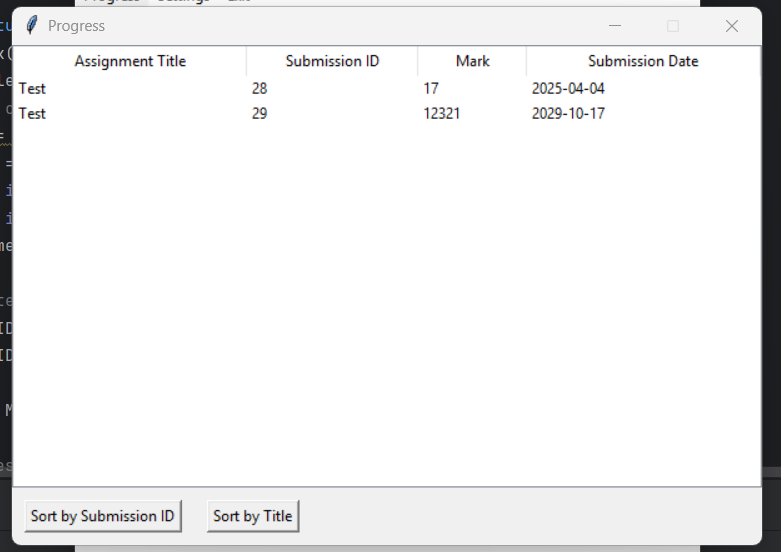 Progress
Assignment Title Submission ID Mark Submission Date
Test 28 17 2025-04-04
Test 29 12321 2029-10-17
Sort by Submission ID Sort by Title